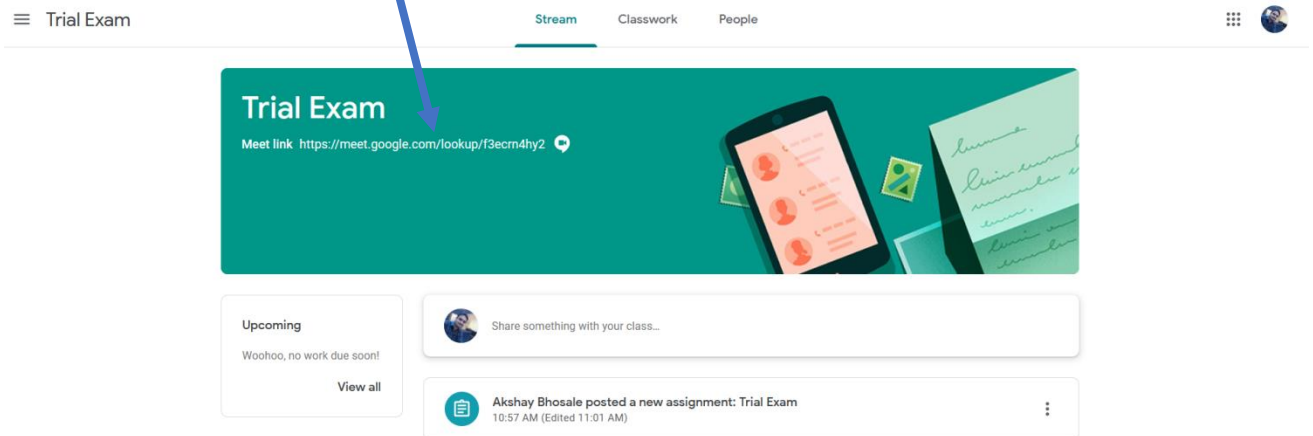 Trial Exam
Stream Classwork People
Trial Exam
Meet link https://meet.google.com/lookup/f3ecrn4hy2
Upcoming
Woohoo, no work due soon!
View all
Share something with your class...
Akshay Bhosale posted a new assignment: Trial Exam
10:57 AM (Edited 11:01 AM)